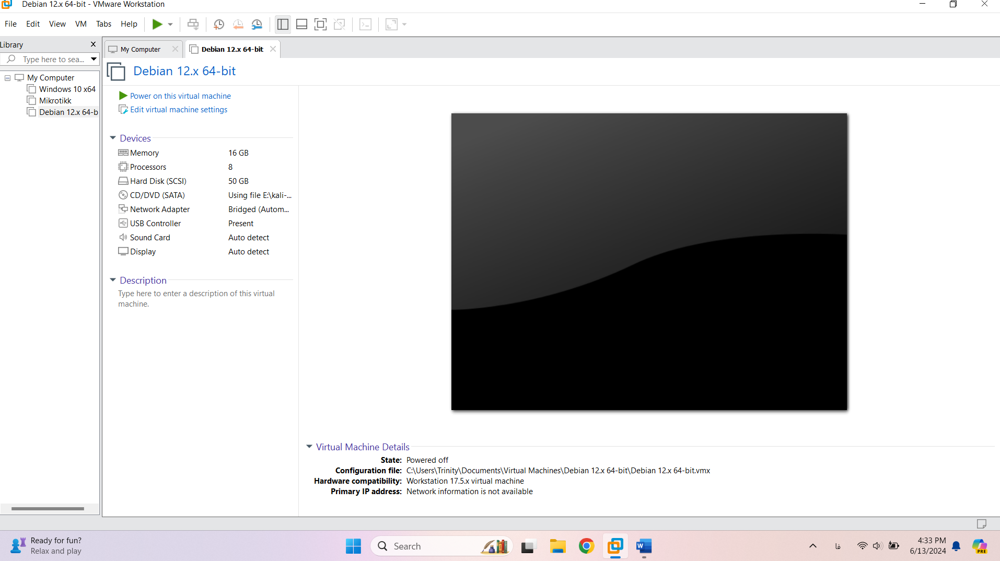 Debian 12.x 64-bit - VMware Workstation
File Edit View VM Tabs Help
Library
Type here to sea...
My Computer
Windows 10 x64
Mikrotikk
Debian 12.x 64-b
My Computer
Debian 12.x 64-bit
Debian 12.x 64-bit
Power on this virtual machine
Edit virtual machine settings
Devices
Memory 16 GB
Processors 8
Hard Disk (SCSI) 50 GB
CD/DVD (SATA) Using file E:\kali-...
Network Adapter Bridged (Autom...
USB Controller Present
Sound Card Auto detect
Display Auto detect
Description
Type here to enter a description of this virtual
machine.
Virtual Machine Details
State: Powered off
Configuration file: C:\Users\Trinity\Documents\Virtual Machines\Debian 12.x 64-bit\Debian 12.x 64-bit.vmx
Hardware compatibility: Workstation 17.5.x virtual machine
Primary IP address: Network information is not available
Ready for fun?
Relax and play
Search
W
فا
4:33 PM
6/13/2024
PRE